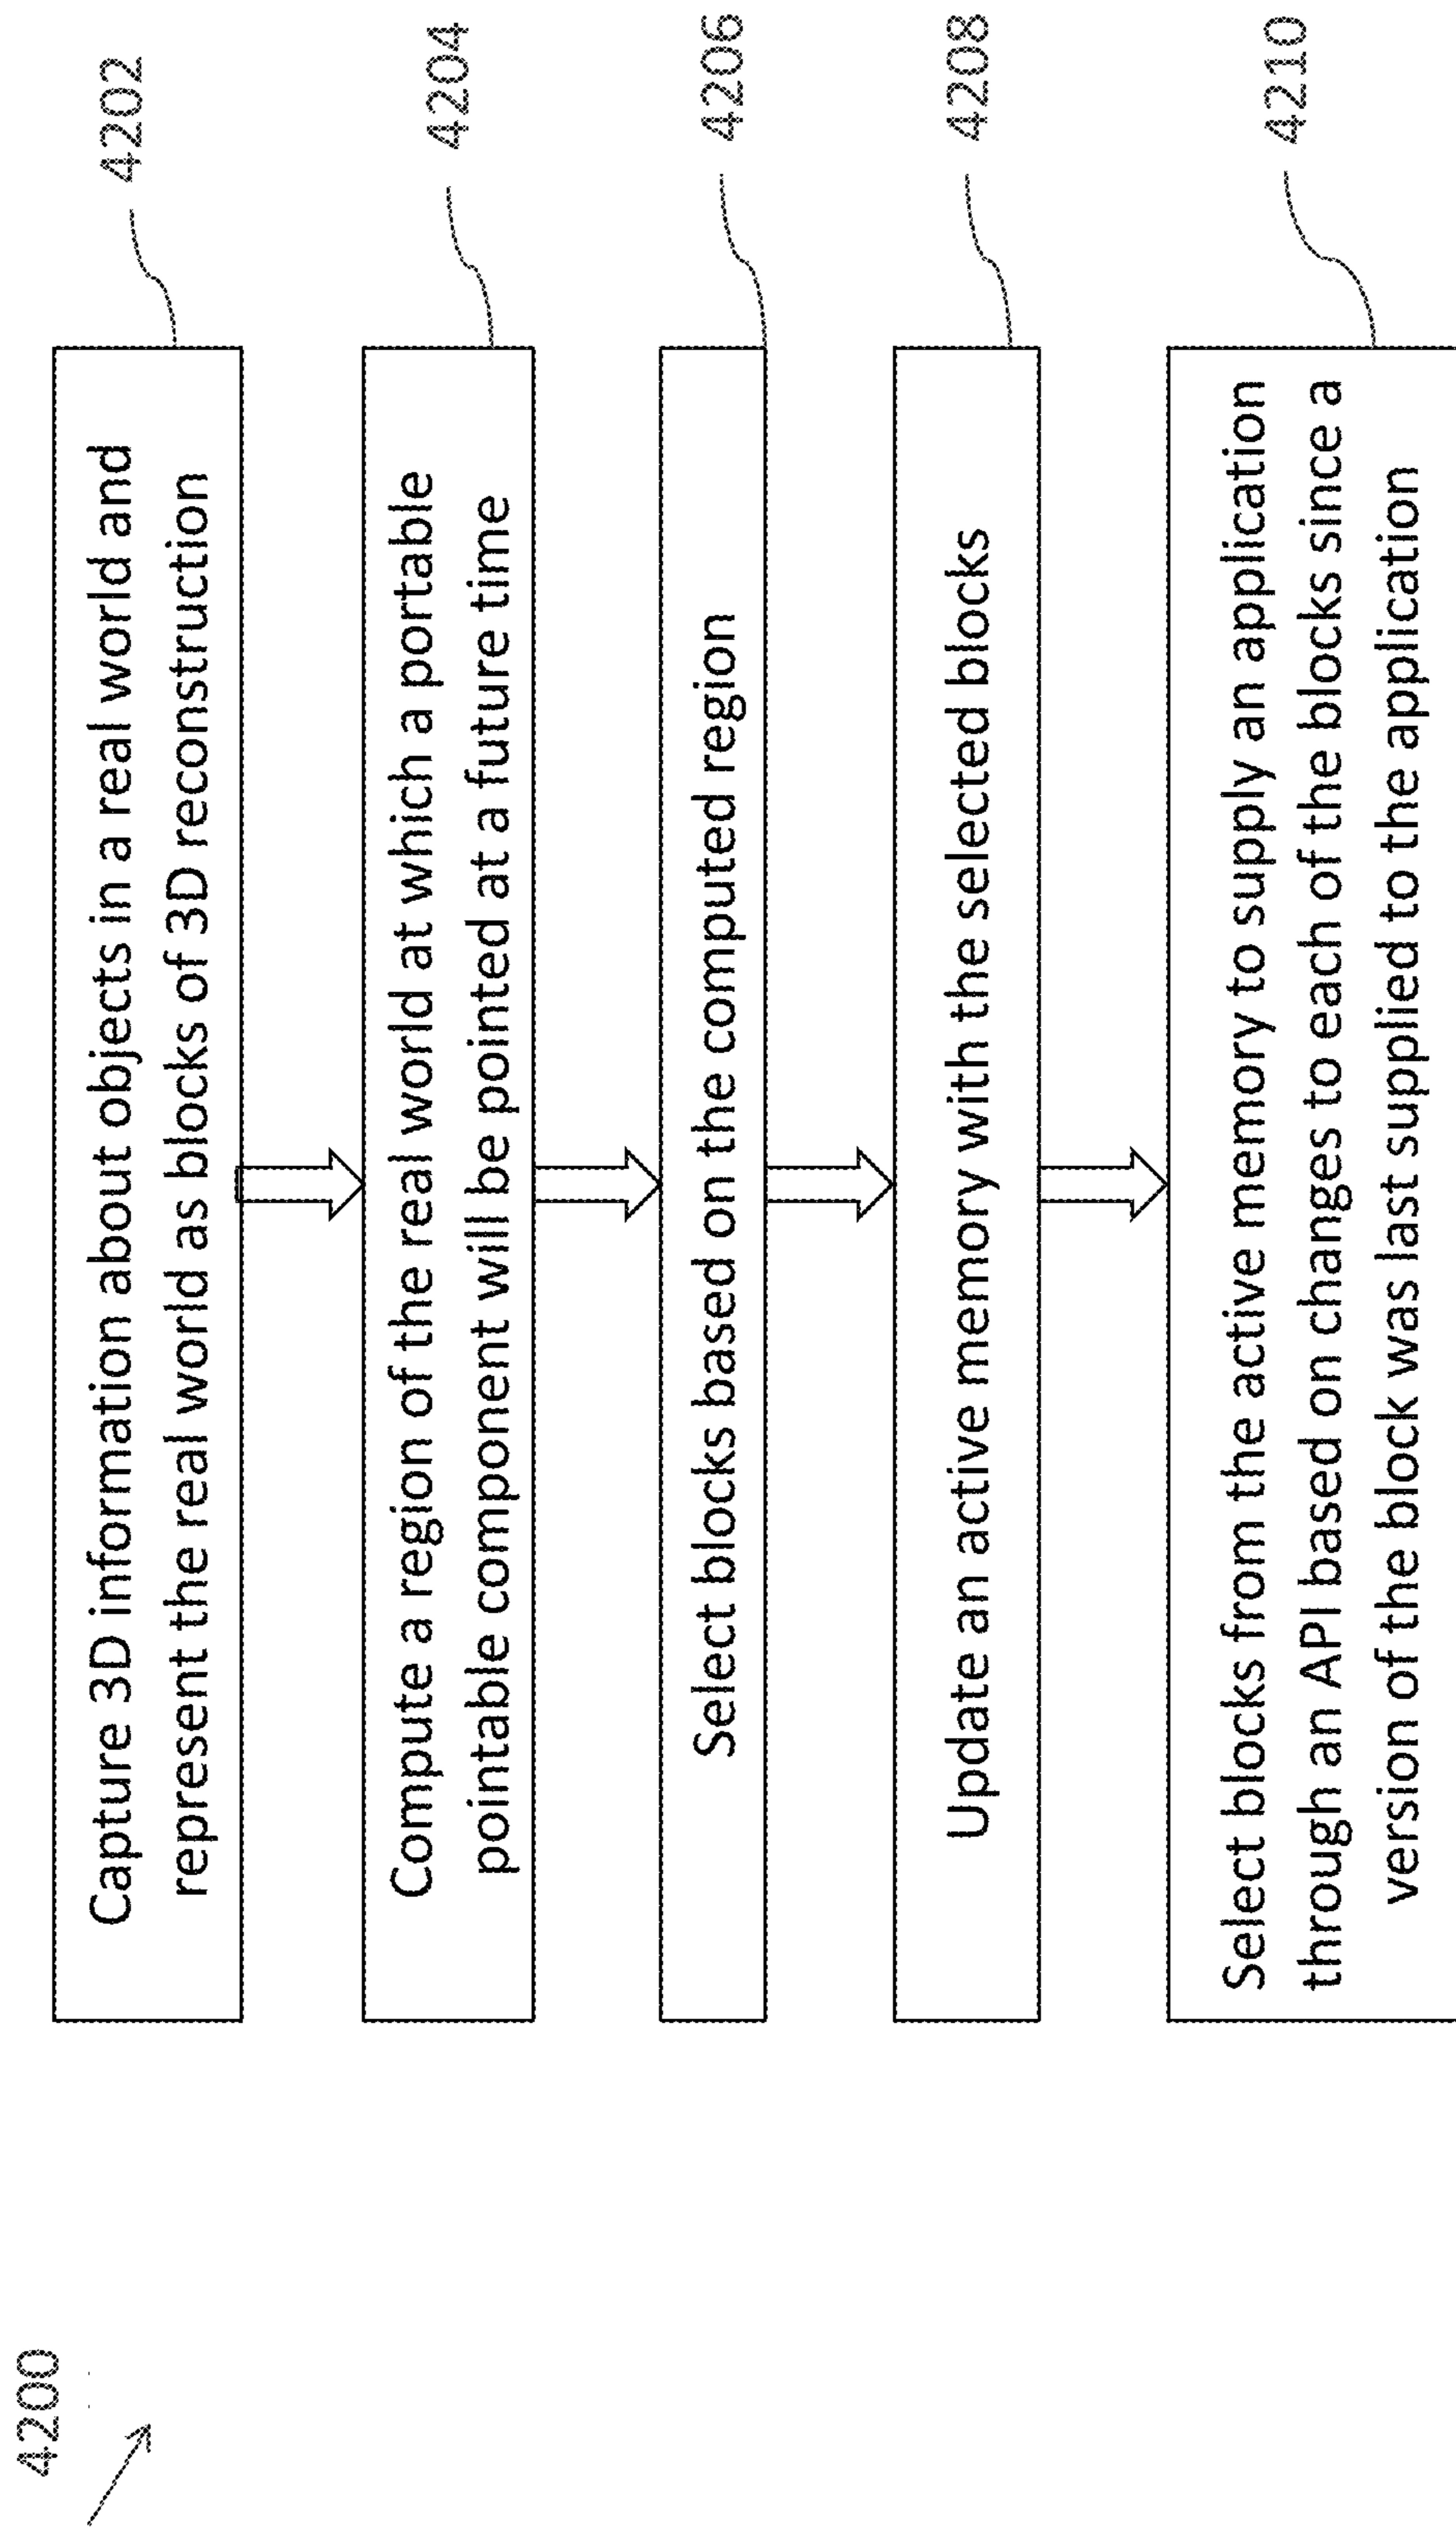 4200
Capture 3D information about objects in a real world and
represent the real world as blocks of 3D reconstruction
4202
Compute a region of the real world at which a portable
pointable component will be pointed at a future time
4204
Select blocks based on the computed region
4206
Update an active memory with the selected blocks
4208
Select blocks from the active memory to supply an application
through an API based on changes to each of the blocks since a
version of the block was last supplied to the application
4210